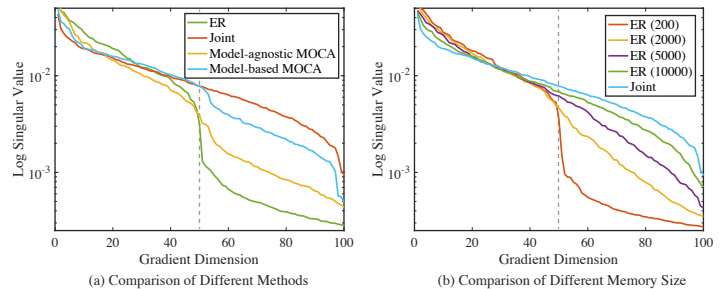 ER
Joint
Model-agnostic MOCA
Model-based MOCA
10^-2
10^-3
Log Singular Value
0 20 40 60 80 100
Gradient Dimension
(a) Comparison of Different Methods
ER (200)
ER (2000)
ER (5000)
ER (10000)
Joint
10^-2
10^-3
Log Singular Value
0 20 40 60 80 100
Gradient Dimension
(b) Comparison of Different Memory Size